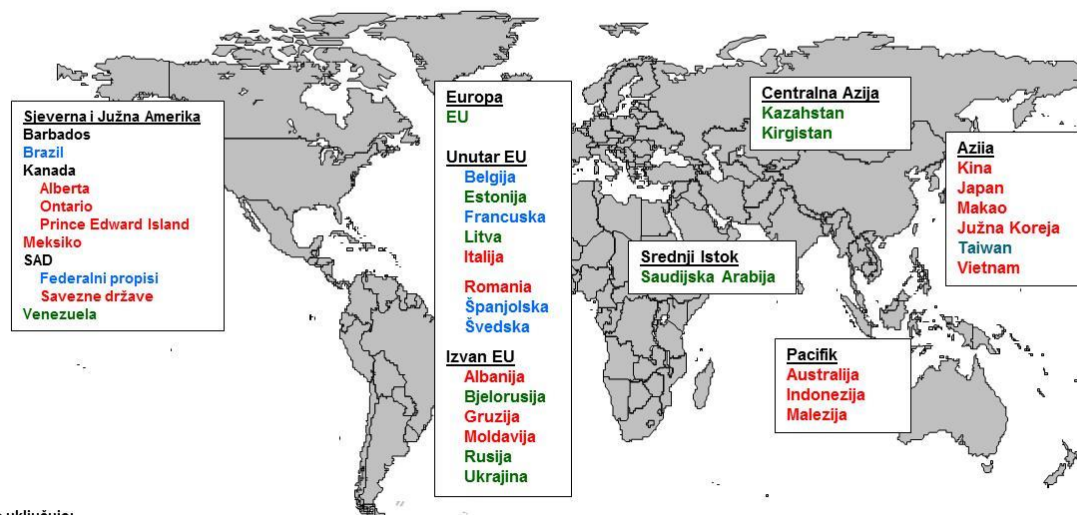 Sjeverna i Južna Amerika
Barbados
Brazil
Kanada
Alberta
Ontario
Prince Edward Island
Meksiko
SAD
Federalni propisi
Savezne države
Venezuela
Europa
EU
Unutar EU
Belgija
Estonija
Francuska
Litva
Italija
Romania
Španjolska
Švedska
Izvan EU
Albanija
Bjelorusija
Gruzija
Moldavija
Rusija
Ukrajina
Centralna Azija
Kazahstan
Kirgistan
Srednji Istok
Saudijska Arabija
Aziia
Kina
Japan
Makao
Južna Koreja
Taiwan
Vietnam
Pacifik
Australija
Indonezija
Malezija